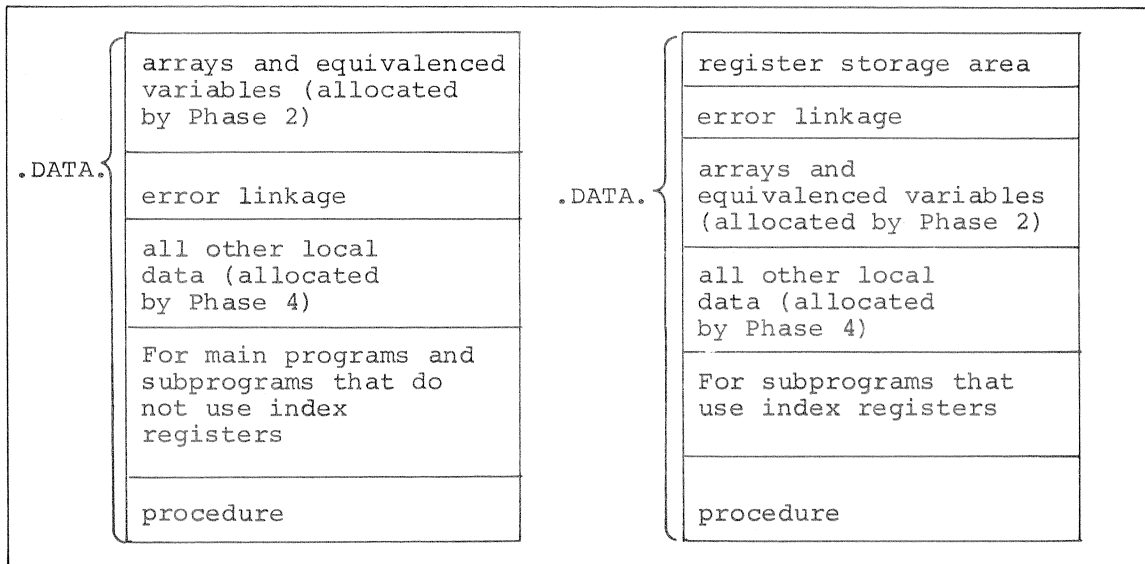 .DATA.
arrays and equivalenced
variables (allocated
by Phase 2)
error linkage
all other local
data (allocated
by Phase 4)
For main programs and
subprograms that do
not use index
registers
procedure
.DATA.
register storage area
error linkage
arrays and
equivalenced variables
(allocated by Phase 2)
all other local
data (allocated
by Phase 4)
For subprograms that
use index registers
procedure